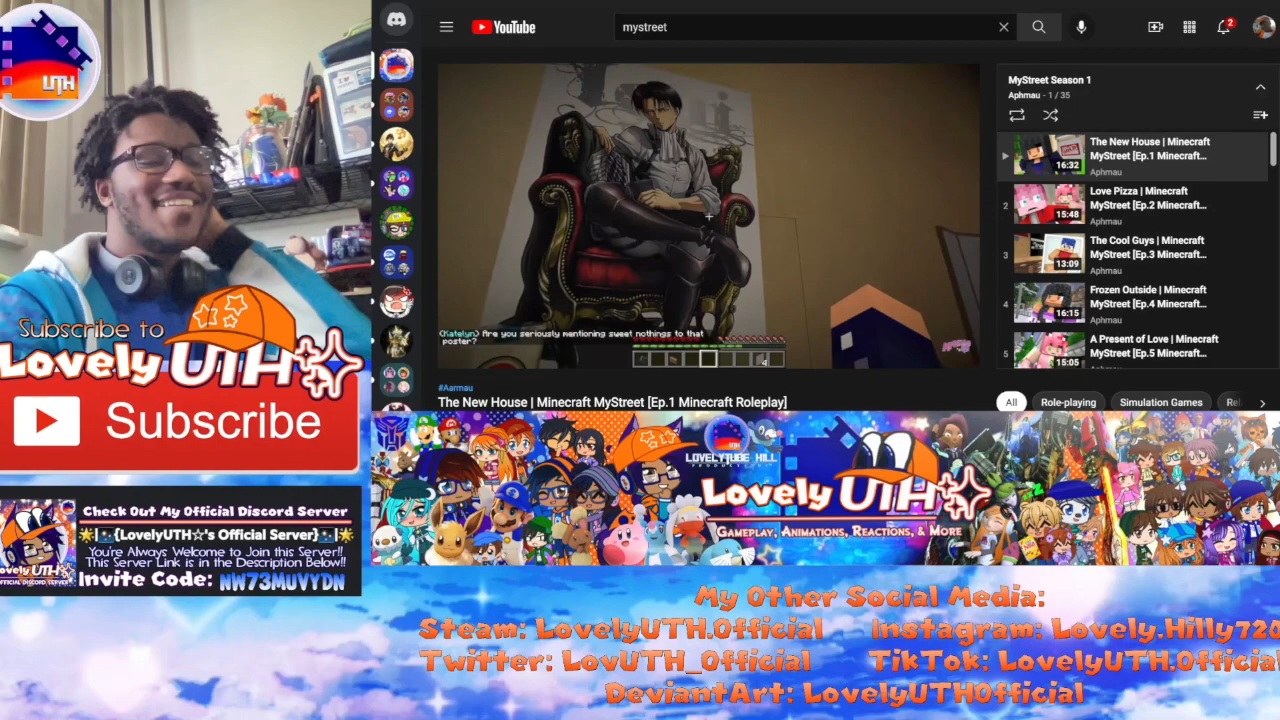 UTH
Subscribe to
Lovely UTH
Subscribe
Check Out My Official Discord Server
{LovelyUTH☆'s Official Server}
You're Always Welcome to Join this Server!!
This Server Link is in the Description Below!!
Invite Code: NW73MUVYDN
YouTube
mystreet
2
<Katelyn> Are you seriously mentioning sweet nothings to that
poster?
4
#Aarmau
The New House | Minecraft MyStreet [Ep.1 Minecraft Roleplay]
MyStreet Season 1
Aphmau - 1 / 35
The New House | Minecraft
MyStreet [Ep.1 Minecraft...
Aphmau
16:32
2
Love Pizza | Minecraft
MyStreet [Ep.2 Minecraft...
Aphmau
15:48
3
The Cool Guys | Minecraft
MyStreet [Ep.3 Minecraft...
Aphmau
13:09
4
Frozen Outside | Minecraft
MyStreet [Ep.4 Minecraft...
Aphmau
16:15
5
A Present of Love | Minecraft
MyStreet [Ep.5 Minecraft...
Aphmau
15:05
All
Role-playing
Simulation Games
Rel
UTH
LovelyTube Hill
Productions
Lovely UTH
Gameplay, Animations, Reactions, & More
My Other Social Media:
Steam: LovelyUTH.Official
Instagram: Lovely.Hilly720
Twitter: LovUTH_Official
TikTok: LovelyUTH.Official
DeviantArt: LovelyUTHOfficial